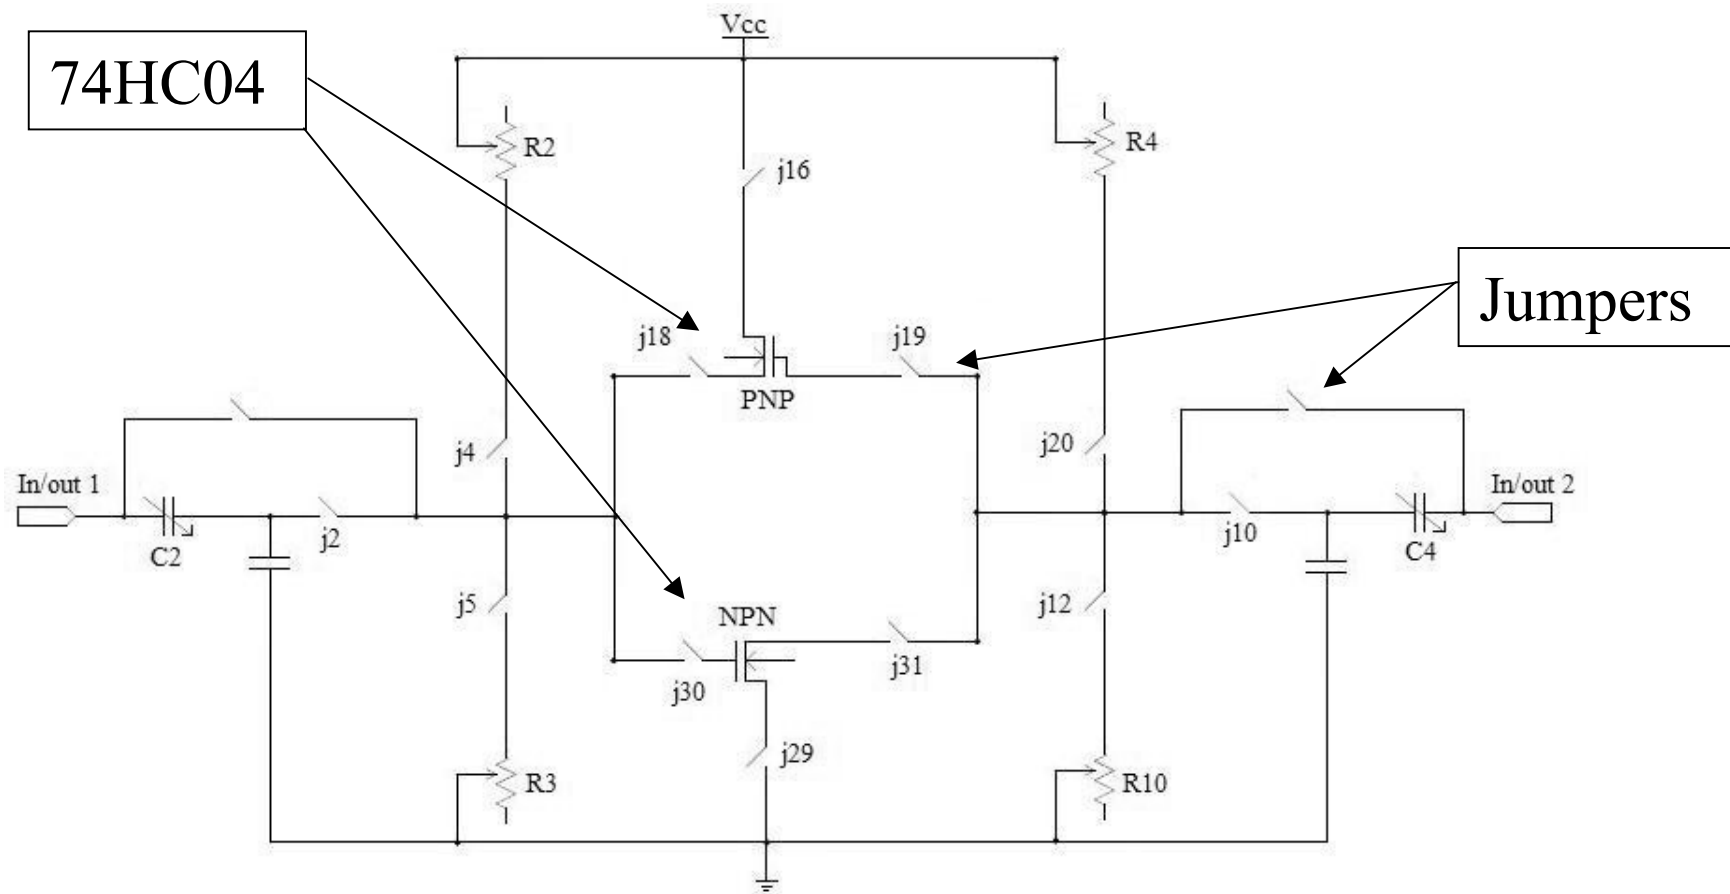 Vcc
74HC04
R2
R4
j16
Jumpers
j18
j19
PNP
j4
j20
In/out 1
In/out 2
C2
j2
j10
C4
j5
j12
NPN
j30
j31
j29
R3
R10